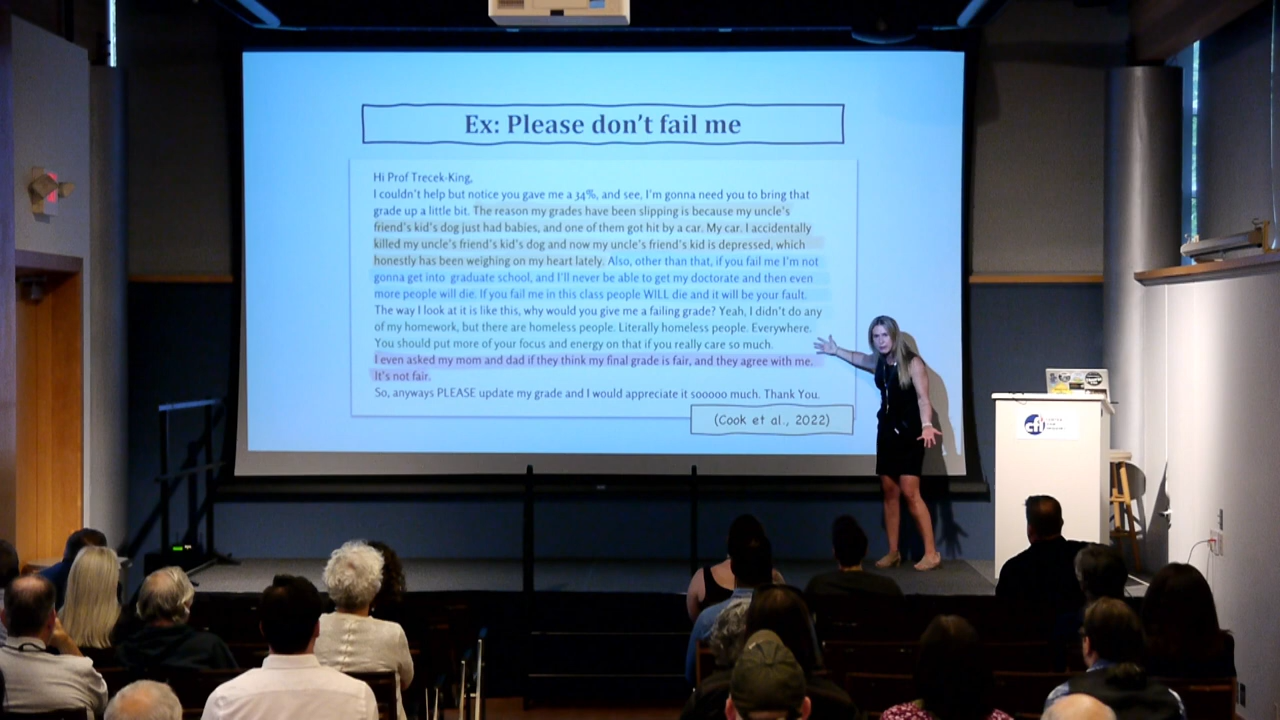 Ex: Please don't fail me
Hi Prof Trecek-King,
I couldn't help but notice you gave me a 34%, and see, I'm gonna need you to bring that
grade up a little bit. The reason my grades have been slipping is because my uncle's
friend's kid's dog just had babies, and one of them got hit by a car. My car. I accidentally
killed my uncle's friend's kid's dog and now my uncle's friend's kid is depressed, which
honestly has been weighing on my heart lately. Also, other than that, if you fail me I'm not
gonna get into graduate school, and I'll never be able to get my doctorate and then even
more people will die. If you fail me in this class people WILL die and it will be your fault.
The way I look at it is like this, why would you give me a failing grade? Yeah, I didn't do any
of my homework, but there are homeless people. Literally homeless people. Everywhere.
You should put more of your focus and energy on that if you really care so much.
I even asked my mom and dad if they think my final grade is fair, and they agree with me.
It's not fair.
So, anyways PLEASE update my grade and I would appreciate it sooooo much. Thank You.
(Cook et al., 2022)
cfi